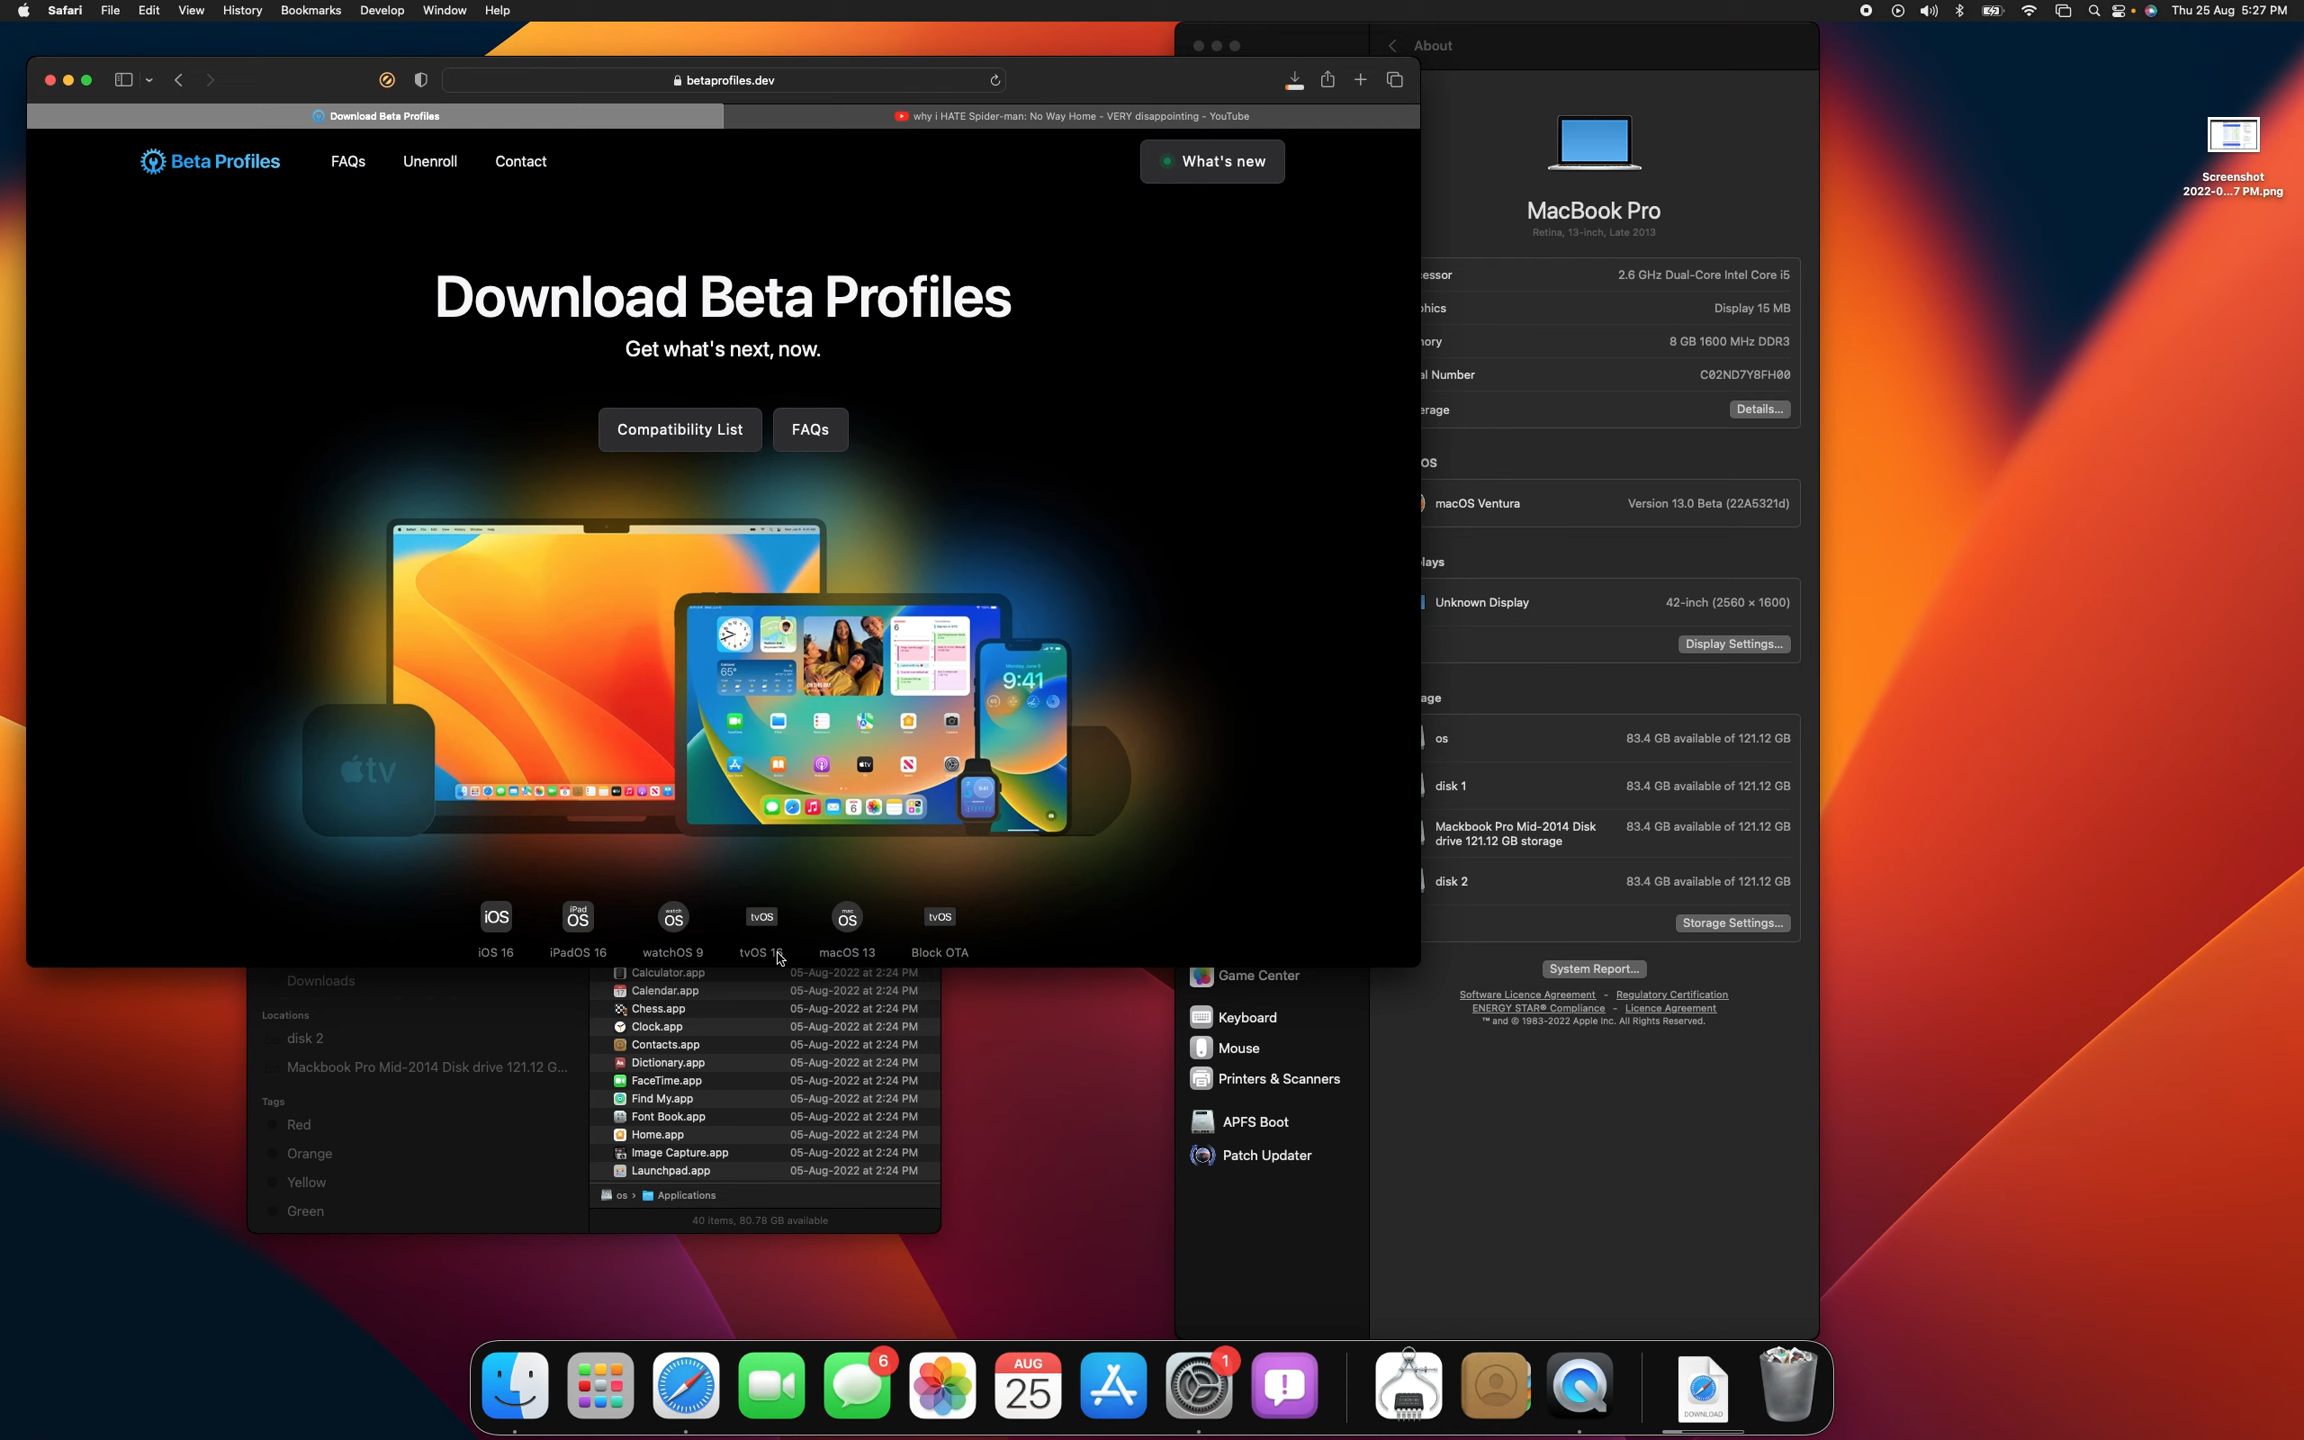 Safari File Edit View History Bookmarks Develop Window Help
Thu 25 Aug 5:27 PM
betaprofiles.dev
Download Beta Profiles
why i HATE Spider-man: No Way Home - VERY disappointing - YouTube
Beta Profiles
FAQs
Unenroll
Contact
What's new
Download Beta Profiles
Get what's next, now.
Compatibility List
FAQs
tv
65°
9:41
iOS
iPad OS
watch OS
tvOS
mac OS
tvOS
iOS 16
iPadOS 16
watchOS 9
tvOS 16
macOS 13
Block OTA
About
MacBook Pro
Retina, 13-inch, Late 2013
essor 2.6 GHz Dual-Core Intel Core i5
phics Display 15 MB
nory 8 GB 1600 MHz DDR3
al Number C02ND7Y8FH00
erage Details...
OS
macOS Ventura Version 13.0 Beta (22A5321d)
lays
Unknown Display 42-inch (2560 × 1600)
Display Settings...
age
os 83.4 GB available of 121.12 GB
disk 1 83.4 GB available of 121.12 GB
Mackbook Pro Mid-2014 Disk 83.4 GB available of 121.12 GB
drive 121.12 GB storage
disk 2 83.4 GB available of 121.12 GB
Storage Settings...
System Report...
Software Licence Agreement - Regulatory Certification
ENERGY STAR® Compliance - Licence Agreement
™ and © 1983-2022 Apple Inc. All Rights Reserved.
Game Center
Keyboard
Mouse
Printers & Scanners
APFS Boot
Patch Updater
Downloads
Locations
disk 2
Mackbook Pro Mid-2014 Disk drive 121.12 G...
Tags
Red
Orange
Yellow
Green
Calculator.app 05-Aug-2022 at 2:24 PM
Calendar.app 05-Aug-2022 at 2:24 PM
Chess.app 05-Aug-2022 at 2:24 PM
Clock.app 05-Aug-2022 at 2:24 PM
Contacts.app 05-Aug-2022 at 2:24 PM
Dictionary.app 05-Aug-2022 at 2:24 PM
FaceTime.app 05-Aug-2022 at 2:24 PM
Find My.app 05-Aug-2022 at 2:24 PM
Font Book.app 05-Aug-2022 at 2:24 PM
Home.app 05-Aug-2022 at 2:24 PM
Image Capture.app 05-Aug-2022 at 2:24 PM
Launchpad.app 05-Aug-2022 at 2:24 PM
os › Applications
40 items, 80.78 GB available
Screenshot
2022-0...7 PM.png
6
AUG
25
1
DOWNLOAD